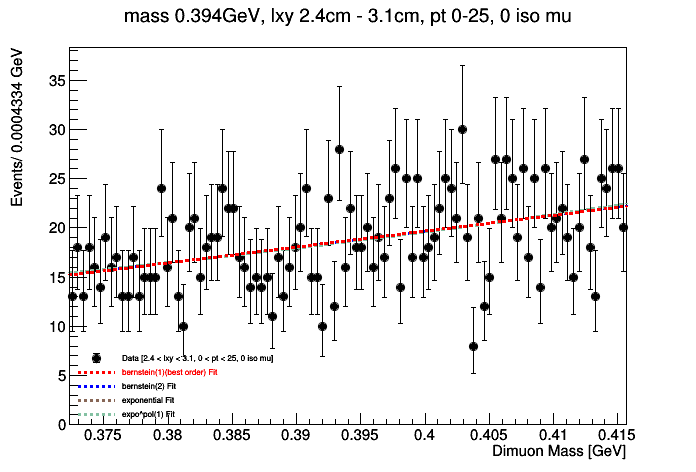 mass 0.394GeV, lxy 2.4cm - 3.1cm, pt 0-25, 0 iso mu
Events/ 0.0004334 GeV
35
30
25
20
15
10
5
0
Data [2.4 < lxy < 3.1, 0 < pt < 25, 0 iso mu]
bernstein(1)(best order) Fit
bernstein(2) Fit
exponential Fit
expo*pol(1) Fit
0.375 0.38 0.385 0.39 0.395 0.4 0.405 0.41 0.415
Dimuon Mass [GeV]